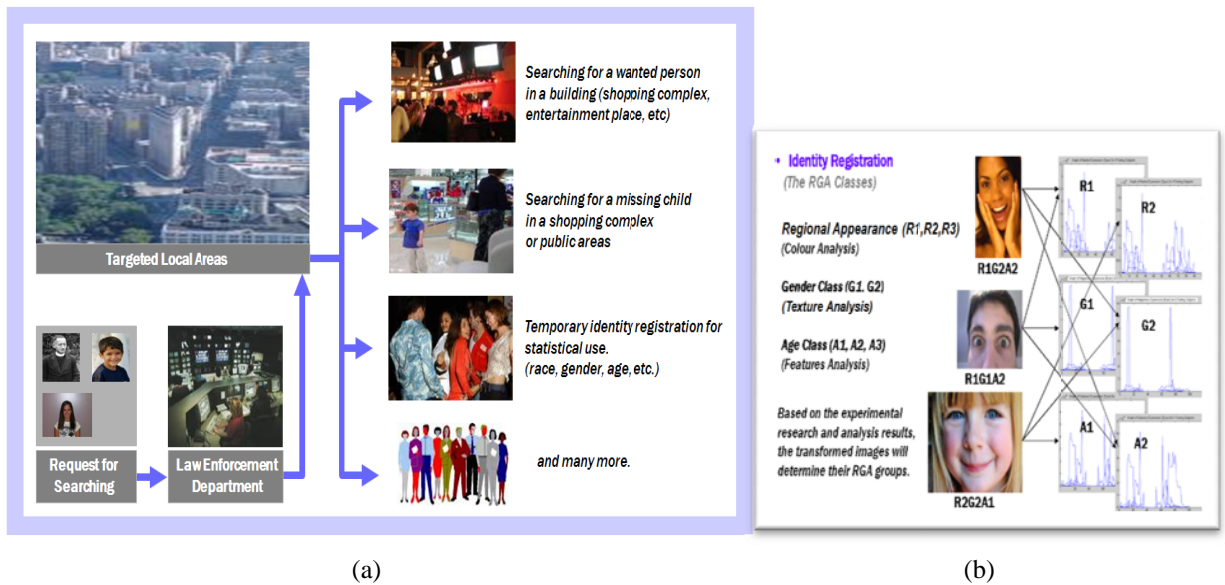 Searching for a wanted person
in a building (shopping complex,
entertainment place, etc)
Searching for a missing child
in a shopping complex
or public areas
Targeted Local Areas
Temporary identity registration for
statistical use.
(race, gender, age, etc.)
and many more.
Request for
Searching
Law Enforcement
Department
(a)
• Identity Registration
(The RGA Classes)
Regional Appearance (R1,R2,R3)
(Colour Analysis)
Gender Class (G1. G2)
(Texture Analysis)
Age Class (A1, A2, A3)
(Features Analysis)
Based on the experimental
research and analysis results,
the transformed images will
determine their RGA groups.
R1G2A2
R1G1A2
R2G2A1
R1
R2
G1
G2
A1
A2
(b)